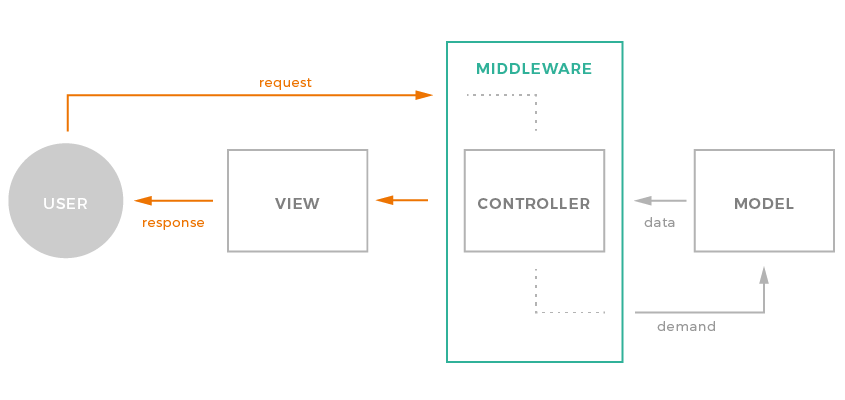 MIDDLEWARE
request
USER
VIEW
CONTROLLER
MODEL
response
data
demand